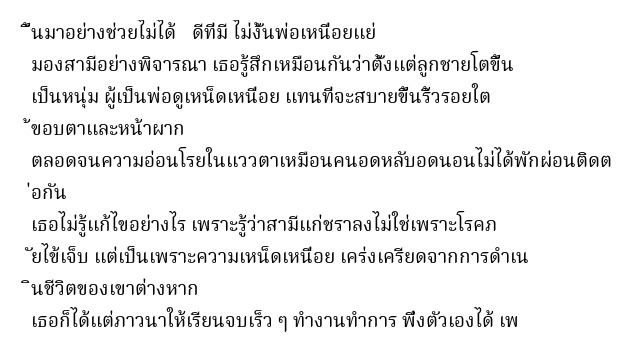 ื่นมาอย่างช่วยไม่ได้   ดีที่มี ไม่งั้นพ่อเหนื่อยแย่
มองสามีอย่างพิจารณา เธอรู้สึกเหมือนกันว่าตั้งแต่ลูกชายโตขึ้น
เป็นหนุ่ม ผู้เป็นพ่อดูเหน็ดเหนื่อย แทนที่จะสบายขึ้นริ้วรอยใต
้ขอบตาและหน้าผาก
ตลอดจนความอ่อนโรยในแววตาเหมือนคนอดหลับอดนอนไม่ได้พักผ่อนติดต
่อกัน
เธอไม่รู้แก้ไขอย่างไร เพราะรู้ว่าสามีแก่ชราลงไม่ใช่เพราะโรคภ
ัยไข้เจ็บ แต่เป็นเพราะความเหน็ดเหนื่อย เคร่งเครียดจากการดำเน
ินชีวิตของเขาต่างหาก
เธอก็ได้แต่ภาวนาให้เรียนจบเร็ว ๆ ทำงานทำการ พึ่งตัวเองได้ เพ